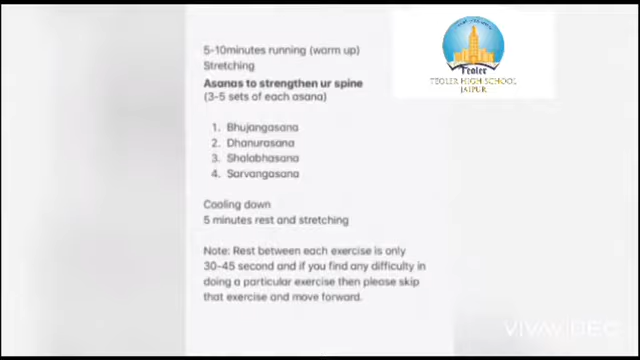 5-10minutes running (warm up)
Stretching
Asanas to strengthen ur spine
(3-5 sets of each asana)
1. Bhujangasana
2. Dhanurasana
3. Shalabhasana
4. Sarvangasana
Cooling down
5 minutes rest and stretching
Note: Rest between each exercise is only
30-45 second and if you find any difficulty in
doing a particular exercise then please skip
that exercise and move forward.
Teoler
TEOLER HIGH SCHOOL
JAIPUR
VIVAVIDEO